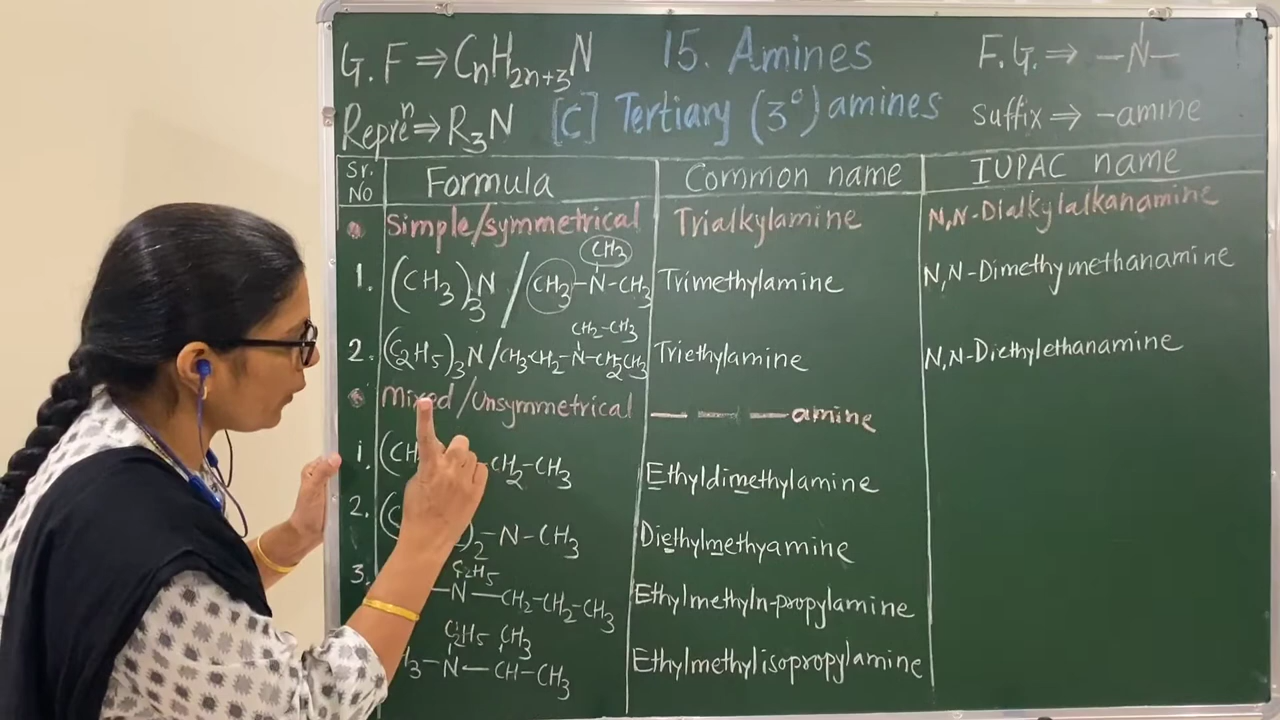 G.F ⇒ CnH2n+3N 15. Amines F.G. ⇒ –N–
Repreⁿ ⇒ R3N [C] Tertiary (3°) amines Suffix ⇒ -amine
Sr. NO Formula Common name IUPAC name
Simple/symmetrical Trialkylamine N,N-Dialkylalkanamine
CH3
1. (CH3)3N / CH3–N–CH3 Trimethylamine N,N-Dimethymethanamine
CH2-CH3
2. (C2H5)3N/CH3-CH2-N-CH2CH3 Triethylamine N,N-Diethylethanamine
Mixed/Unsymmetrical — — — amine
1. (CH CH2-CH3 Ethyldimethylamine
2. (C )2-N-CH3 Diethylmethyamine
C2H5
3. –N–CH2-CH2-CH3 Ethylmethyln-propylamine
C2H5 CH3
3–N–CH-CH3 Ethylmethylisopropylamine